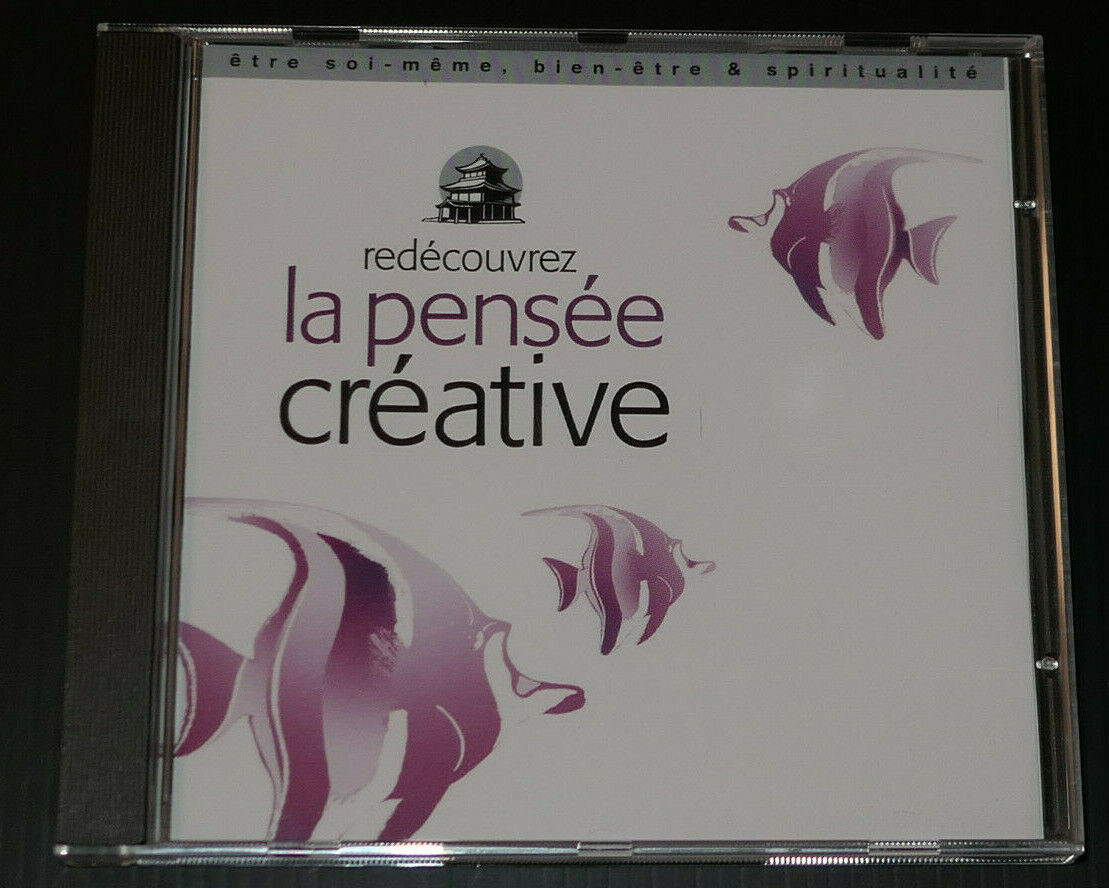 être soi-même, bien-être & spiritualité
redécouvrez
la pensée
créative